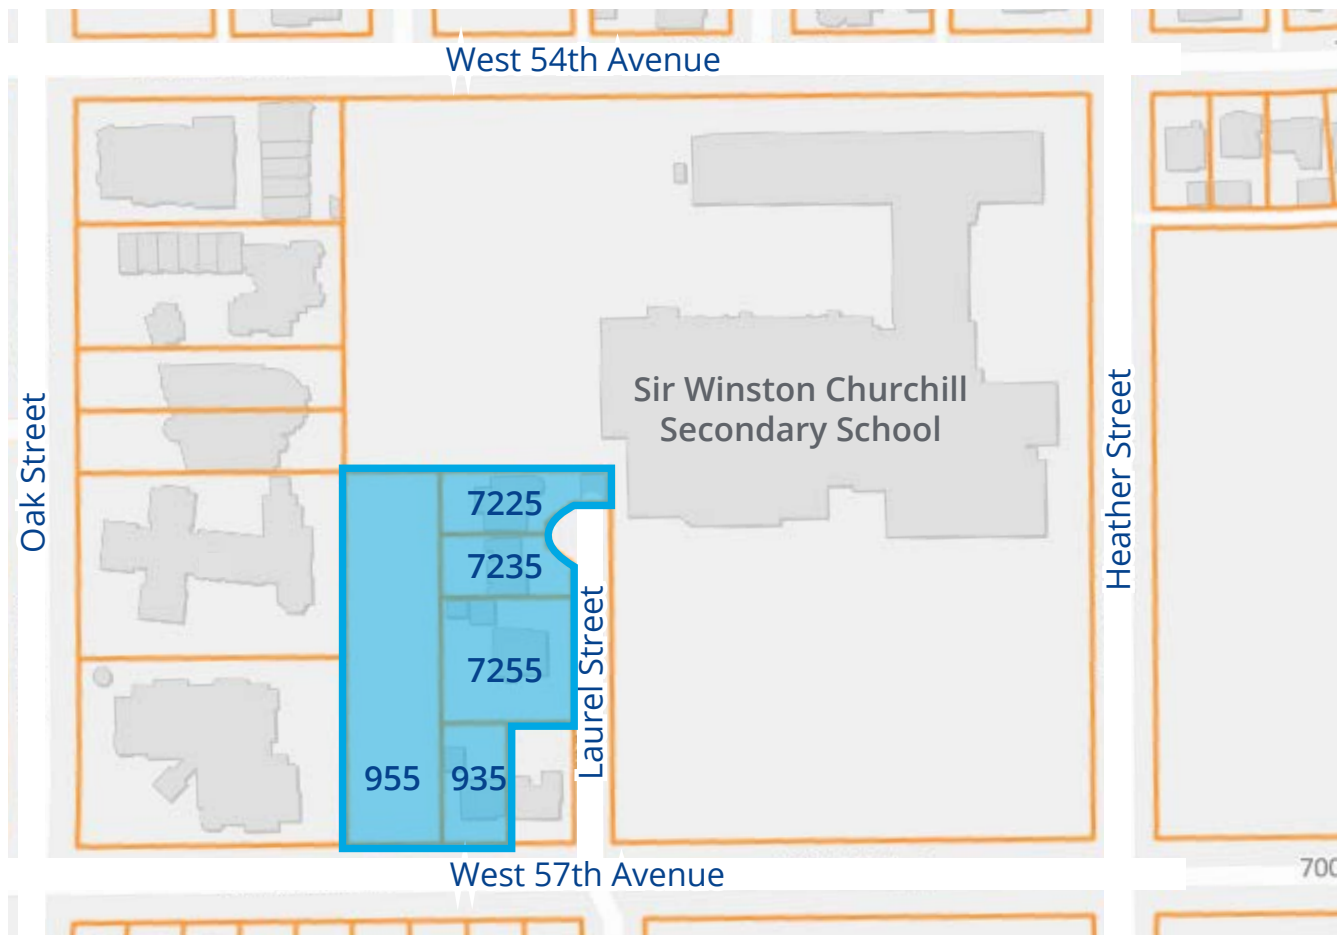 West 54th Avenue
Sir Winston Churchill
Secondary School
Oak Street
Heather Street
7225
7235
7255
Laurel Street
955
935
West 57th Avenue
700